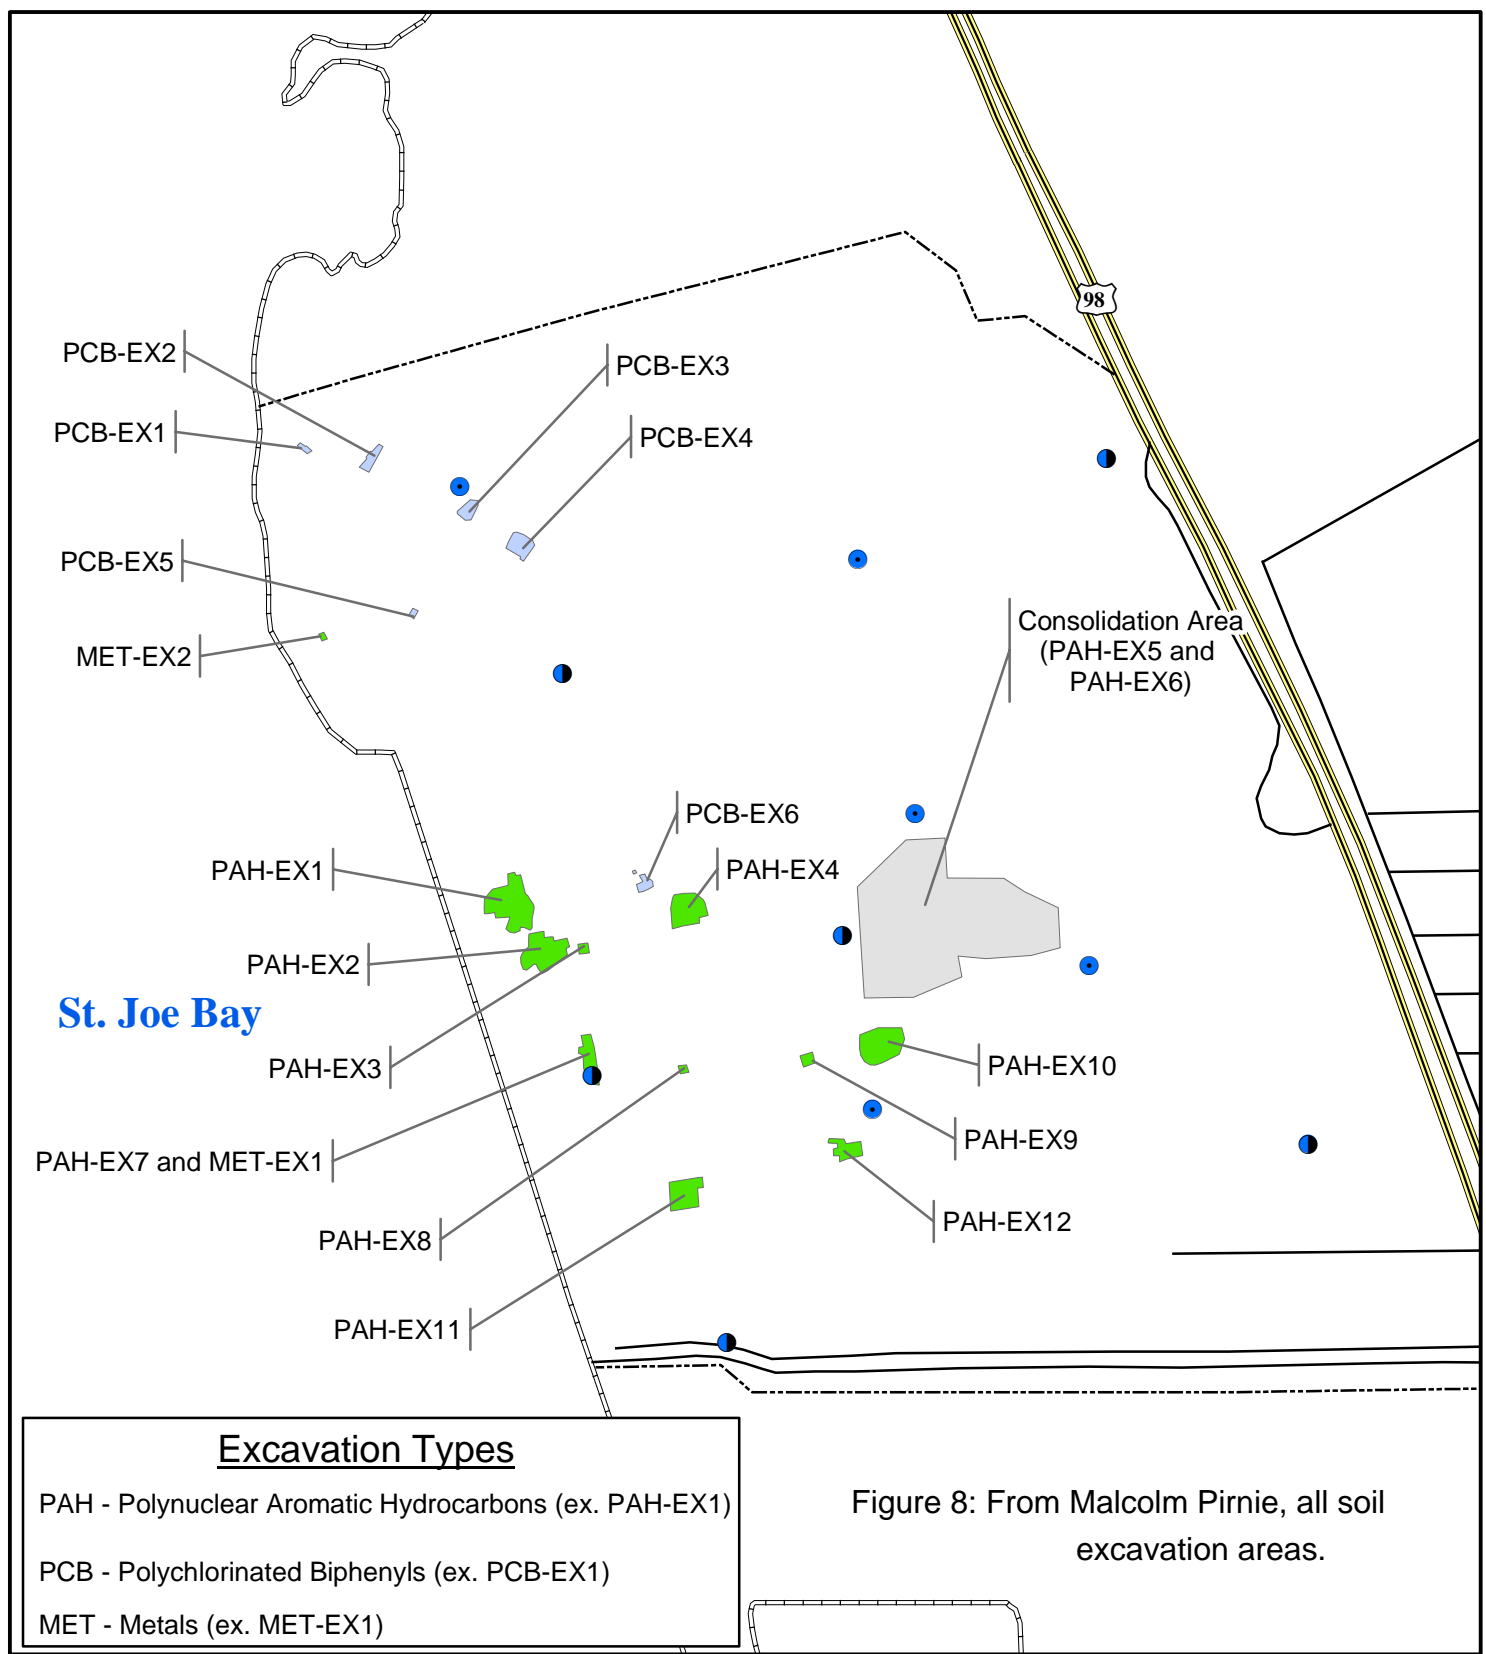 98
PCB-EX2
PCB-EX3
PCB-EX1
PCB-EX4
PCB-EX5
MET-EX2
Consolidation Area
(PAH-EX5 and
PAH-EX6)
PCB-EX6
PAH-EX1
PAH-EX4
PAH-EX2
St. Joe Bay
PAH-EX3
PAH-EX10
PAH-EX9
PAH-EX7 and MET-EX1
PAH-EX12
PAH-EX8
PAH-EX11
Excavation Types
PAH - Polynuclear Aromatic Hydrocarbons (ex. PAH-EX1)
PCB - Polychlorinated Biphenyls (ex. PCB-EX1)
MET - Metals (ex. MET-EX1)
Figure 8: From Malcolm Pirnie, all soil
excavation areas.